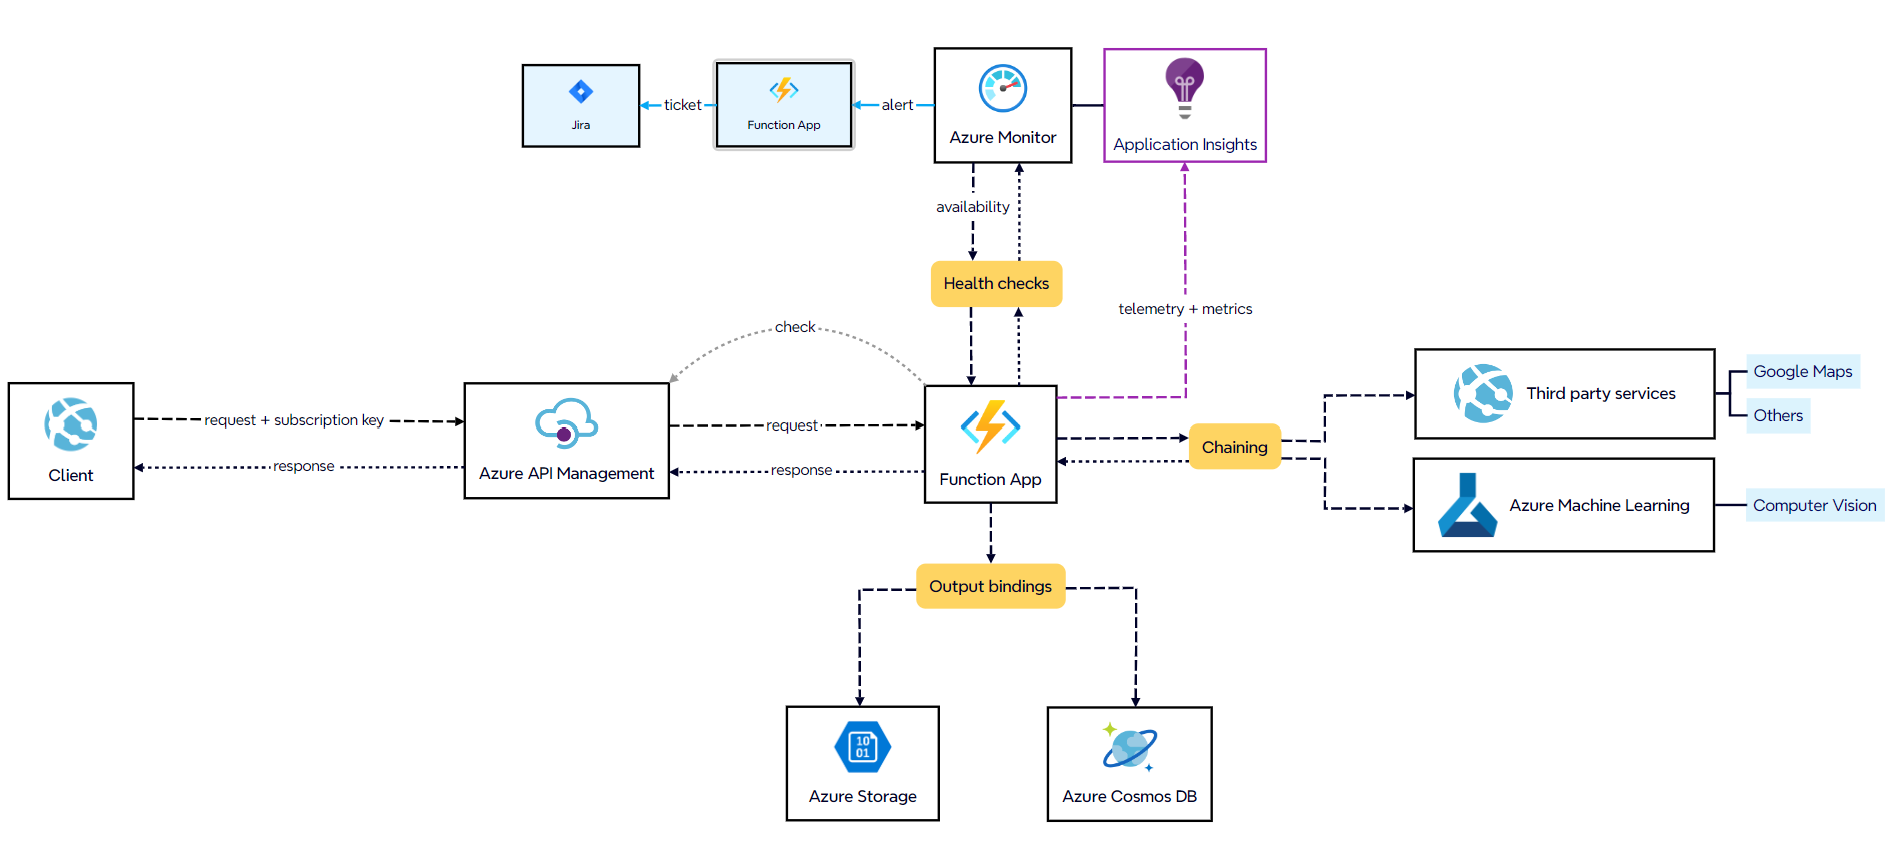 Jira
ticket
Function App
alert
Azure Monitor
Application Insights
availability
Health checks
telemetry + metrics
check
Client
request + subscription key
response
Azure API Management
request
response
Function App
Chaining
Third party services
Google Maps
Others
Azure Machine Learning
Computer Vision
Output bindings
10
01
Azure Storage
Azure Cosmos DB